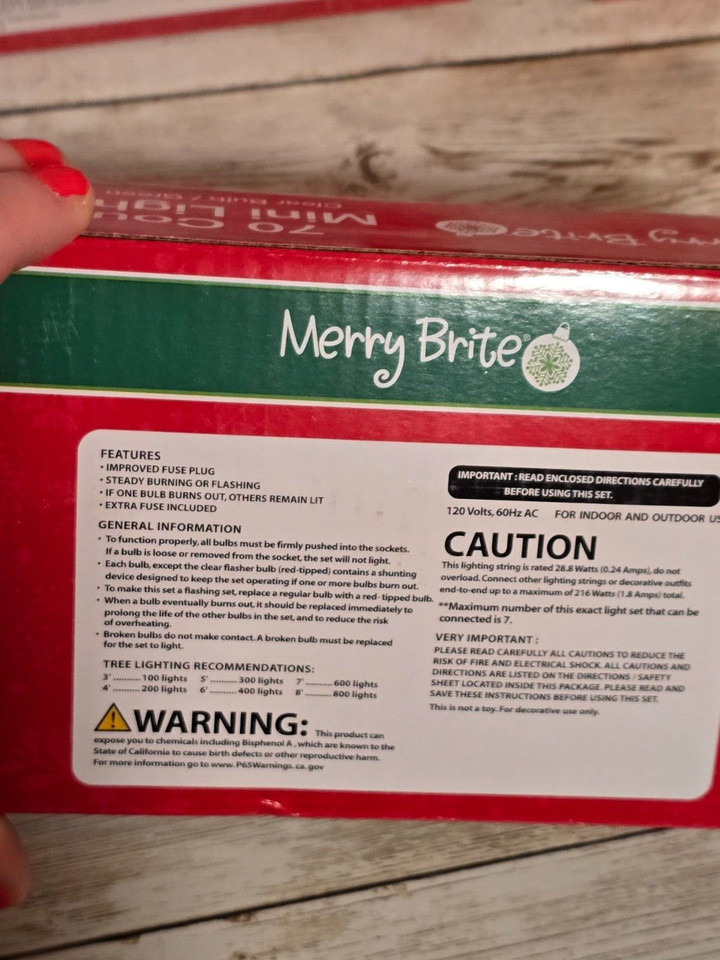 70 Cou
Mini Ligh
Clear Bulb / Green
rry Brite
Merry Brite®
FEATURES
• IMPROVED FUSE PLUG
• STEADY BURNING OR FLASHING
• IF ONE BULB BURNS OUT, OTHERS REMAIN LIT
• EXTRA FUSE INCLUDED
GENERAL INFORMATION
• To function properly, all bulbs must be firmly pushed into the sockets.
If a bulb is loose or removed from the socket, the set will not light.
• Each bulb, except the clear flasher bulb (red-tipped) contains a shunting
device designed to keep the set operating if one or more bulbs burn out.
• To make this a flashing set, replace a regular bulb with a red-tipped bulb.
• When a bulb eventually burns out, it should be replaced immediately to
prolong the life of the other bulbs in the set, and to reduce the risk
of overheating.
• Broken bulbs do not make contact. A broken bulb must be replaced
for the set to light.
TREE LIGHTING RECOMMENDATIONS:
3' .......... 100 lights 5' .......... 300 lights 7' .......... 600 lights
4' .......... 200 lights 6' .......... 400 lights 8' .......... 800 lights
WARNING: This product can
expose you to chemicals including Bisphenol A, which are known to the
State of California to cause birth defects or other reproductive harm.
For more information go to www.P65Warnings.ca.gov
IMPORTANT : READ ENCLOSED DIRECTIONS CAREFULLY
BEFORE USING THIS SET.
120 Volts, 60Hz AC FOR INDOOR AND OUTDOOR US
CAUTION
This lighting string is rated 28.8 Watts (0.24 Amps), do not
overload. Connect other lighting strings or decorative outfits
end-to-end up to a maximum of 216 Watts (1.8 Amps) total.
**Maximum number of this exact light set that can be
connected is 7.
VERY IMPORTANT :
PLEASE READ CAREFULLY ALL CAUTIONS TO REDUCE THE
RISK OF FIRE AND ELECTRICAL SHOCK. ALL CAUTIONS AND
DIRECTIONS ARE LISTED ON THE DIRECTIONS / SAFETY
SHEET LOCATED INSIDE THIS PACKAGE. PLEASE READ AND
SAVE THESE INSTRUCTIONS BEFORE USING THIS SET.
This is not a toy. For decorative use only.